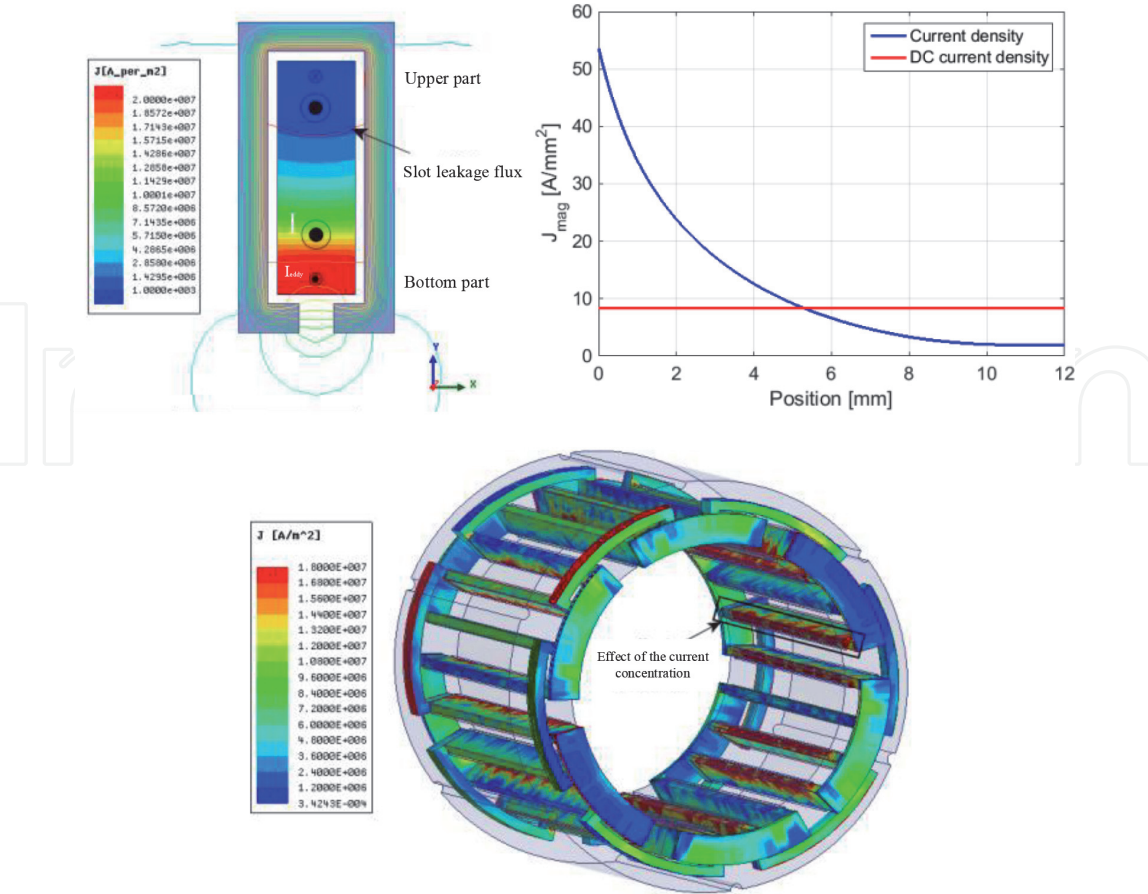 J[A_per_m2]
2.0000e+007
1.8572e+007
1.7143e+007
1.5715e+007
1.4286e+007
1.2858e+007
1.1429e+007
1.0001e+007
8.5720e+006
7.1435e+006
5.7150e+006
4.2865e+006
2.8580e+006
1.4295e+006
1.0000e+003
Upper part
Slot leakage flux
I
Ieddy
Bottom part
Y
X
60
50
40
30
20
10
0
Jmag [A/mm2]
Current density
DC current density
0 2 4 6 8 10 12
Position [mm]
J [A/m^2]
1.8000E+007
1.6800E+007
1.5600E+007
1.4400E+007
1.3200E+007
1.2000E+007
1.0800E+007
9.6000E+006
8.4000E+006
7.2000E+006
6.0000E+006
4.8000E+006
3.6000E+006
2.4000E+006
1.2000E+006
3.4243E-004
Effect of the current
concentration